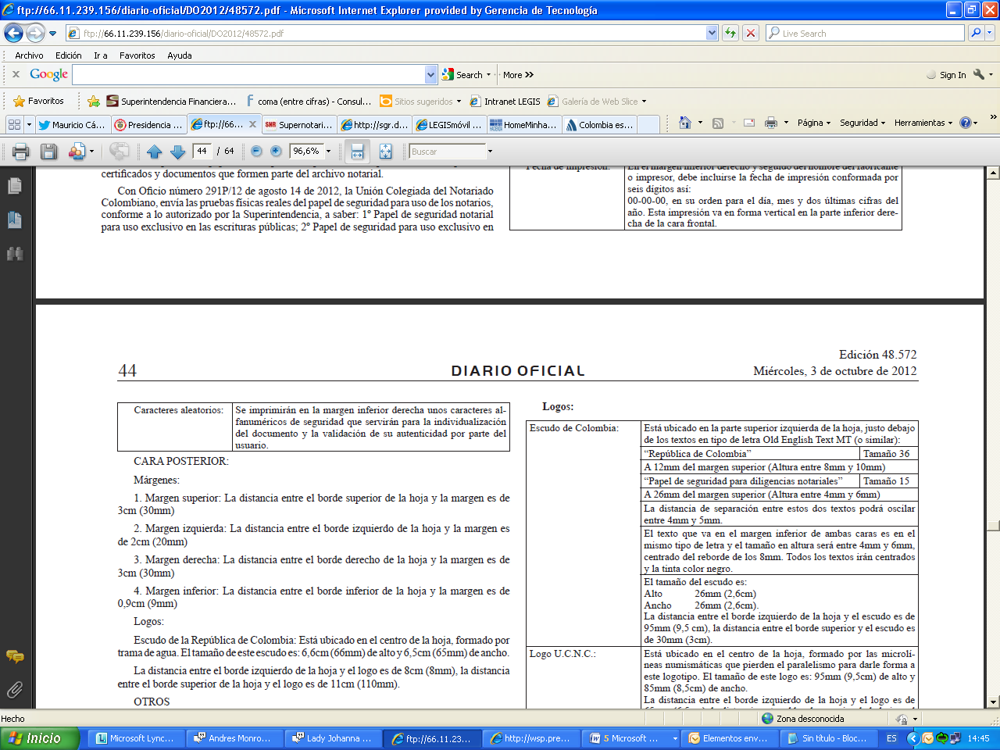 ftp://66.11.239.156/diario-oficial/DO2012/48572.pdf - Microsoft Internet Explorer provided by Gerencia de Tecnología
ftp://66.11.239.156/diario-oficial/DO2012/48572.pdf
Live Search
Archivo Edición Ir a Favoritos Ayuda
Google Search More Sign In
Favoritos Superintendencia Financiera... coma (entre cifras) - Consul... Sitios sugeridos Intranet LEGIS Galería de Web Slice
Mauricio Cá... Presidencia ... ftp://66... SNR Supernotari... http://sgr.d... LEGISmóvil ... HomeMinha... Colombia es... Página Seguridad Herramientas
44 / 64 96,6% Buscar
certificados y documentos que formen parte del archivo notarial.
Con Oficio número 291P/12 de agosto 14 de 2012, la Unión Colegiada del Notariado
Colombiano, envía las pruebas físicas reales del papel de seguridad para uso de los notarios,
conforme a lo autorizado por la Superintendencia, a saber: 1º Papel de seguridad notarial
para uso exclusivo en las escrituras públicas; 2º Papel de seguridad para uso exclusivo en
Fecha de impresión:
En el margen inferior derecho y seguido del nombre del fabricante
o impresor, debe incluirse la fecha de impresión conformada por
seis dígitos así:
00-00-00, en su orden para el día, mes y dos últimas cifras del
año. Esta impresión va en forma vertical en la parte inferior dere-
cha de la cara frontal.
Edición 48.572
44 DIARIO OFICIAL Miércoles, 3 de octubre de 2012
Caracteres aleatorios:
Se imprimirán en la margen inferior derecha unos caracteres al-
fanuméricos de seguridad que servirán para la individualización
del documento y la validación de su autenticidad por parte del
usuario.
CARA POSTERIOR:
Márgenes:
1. Margen superior: La distancia entre el borde superior de la hoja y la margen es de
3cm (30mm)
2. Margen izquierda: La distancia entre el borde izquierdo de la hoja y la margen es
de 2cm (20mm)
3. Margen derecha: La distancia entre el borde derecho de la hoja y la margen es de
3cm (30mm)
4. Margen inferior: La distancia entre el borde inferior de la hoja y la margen es de
0,9cm (9mm)
Logos:
Escudo de la República de Colombia: Está ubicado en el centro de la hoja, formado por
trama de agua. El tamaño de este escudo es: 6,6cm (66mm) de alto y 6,5cm (65mm) de ancho.
La distancia entre el borde izquierdo de la hoja y el logo es de 8cm (8mm), la distancia
entre el borde superior de la hoja y el logo es de 11cm (110mm).
OTROS
Logos:
Escudo de Colombia:
Está ubicado en la parte superior izquierda de la hoja, justo debajo
de los textos en tipo de letra Old English Text MT (o similar):
“República de Colombia” Tamaño 36
A 12mm del margen superior (Altura entre 8mm y 10mm)
“Papel de seguridad para diligencias notariales” Tamaño 15
A 26mm del margen superior (Altura entre 4mm y 6mm)
La distancia de separación entre estos dos textos podrá oscilar
entre 4mm y 5mm.
El texto que va en el margen inferior de ambas caras es en el
mismo tipo de letra y el tamaño en altura será entre 4mm y 6mm,
centrado del reborde de los 8mm. Todos los textos irán centrados
y la tinta color negro.
El tamaño del escudo es:
Alto 26mm (2,6cm)
Ancho 26mm (2,6cm).
La distancia entre el borde izquierdo de la hoja y el escudo es de
95mm (9,5 cm), la distancia entre el borde superior y el escudo es
de 30mm (3cm).
Logo U.C.N.C.:
Está ubicado en el centro de la hoja, formado por las microlí-
neas numismáticas que pierden el paralelismo para darle forma a
este logotipo. El tamaño de este logo es: 95mm (9,5cm) de alto y
85mm (8,5cm) de ancho.
La distancia entre el borde izquierdo de la hoja y el logo es de
Hecho Zona desconocida
Inicio Microsoft Lync... Andres Monro... Lady Johanna ... ftp://66.11.23... http://wsp.pre... 5 Microsoft ... Elementos env... Sin título - Bloc... ES 14:45